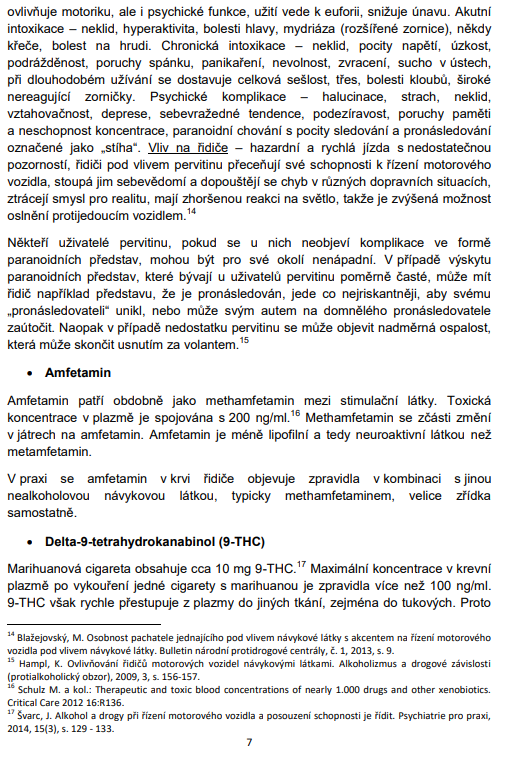 ovlivňuje motoriku, ale i psychické funkce, užití vede k euforii, snižuje únavu. Akutní
intoxikace – neklid, hyperaktivita, bolesti hlavy, mydriáza (rozšířené zornice), někdy
křeče, bolest na hrudi. Chronická intoxikace – neklid, pocity napětí, úzkost,
podrážděnost, poruchy spánku, panikaření, nevolnost, zvracení, sucho v ústech,
při dlouhodobém užívání se dostavuje celková sešlost, třes, bolesti kloubů, široké
nereagující zorničky. Psychické komplikace – halucinace, strach, neklid,
vztahovačnost, deprese, sebevražedné tendence, podezíravost, poruchy paměti
a neschopnost koncentrace, paranoidní chování s pocity sledování a pronásledování
označené jako „stíha“. Vliv na řidiče – hazardní a rychlá jízda s nedostatečnou
pozorností, řidiči pod vlivem pervitinu přeceňují své schopnosti k řízení motorového
vozidla, stoupá jim sebevědomí a dopouštějí se chyb v různých dopravních situacích,
ztrácejí smysl pro realitu, mají zhoršenou reakci na světlo, takže je zvýšená možnost
oslnění protijedoucím vozidlem.14
Někteří uživatelé pervitinu, pokud se u nich neobjeví komplikace ve formě
paranoidních představ, mohou být pro své okolí nenápadní. V případě výskytu
paranoidních představ, které bývají u uživatelů pervitinu poměrně časté, může mít
řidič například představu, že je pronásledován, jede co nejriskantněji, aby svému
„pronásledovateli“ unikl, nebo může svým autem na domnělého pronásledovatele
zaútočit. Naopak v případě nedostatku pervitinu se může objevit nadměrná ospalost,
která může skončit usnutím za volantem.15
• Amfetamin
Amfetamin patří obdobně jako methamfetamin mezi stimulační látky. Toxická
koncentrace v plazmě je spojována s 200 ng/ml.16 Methamfetamin se zčásti změní
v játrech na amfetamin. Amfetamin je méně lipofilní a tedy neuroaktivní látkou než
metamfetamin.
V praxi se amfetamin v krvi řidiče objevuje zpravidla v kombinaci s jinou
nealkoholovou návykovou látkou, typicky methamfetaminem, velice zřídka
samostatně.
• Delta-9-tetrahydrokanabinol (9-THC)
Marihuanová cigareta obsahuje cca 10 mg 9-THC.17 Maximální koncentrace v krevní
plazmě po vykouření jedné cigarety s marihuanou je zpravidla více než 100 ng/ml.
9-THC však rychle přestupuje z plazmy do jiných tkání, zejména do tukových. Proto
14 Blažejovský, M. Osobnost pachatele jednajícího pod vlivem návykové látky s akcentem na řízení motorového
vozidla pod vlivem návykové látky. Bulletin národní protidrogové centrály, č. 1, 2013, s. 9.
15 Hampl, K. Ovlivňování řidičů motorových vozidel návykovými látkami. Alkoholizmus a drogové závislosti
(protialkoholický obzor), 2009, 3, s. 156-157.
16 Schulz M. a kol.: Therapeutic and toxic blood concentrations of nearly 1.000 drugs and other xenobiotics.
Critical Care 2012 16:R136.
17 Švarc, J. Alkohol a drogy při řízení motorového vozidla a posouzení schopnosti je řídit. Psychiatrie pro praxi,
2014, 15(3), s. 129 - 133.
7